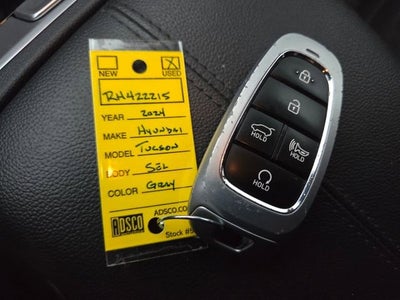 NEW USED
RH422215
YEAR 2024
MAKE HYUNDAI
MODEL TUCSON
BODY SEL
COLOR GRAY
ADSCO.CO
ADSCO Stock #
HOLD HOLD
HOLD